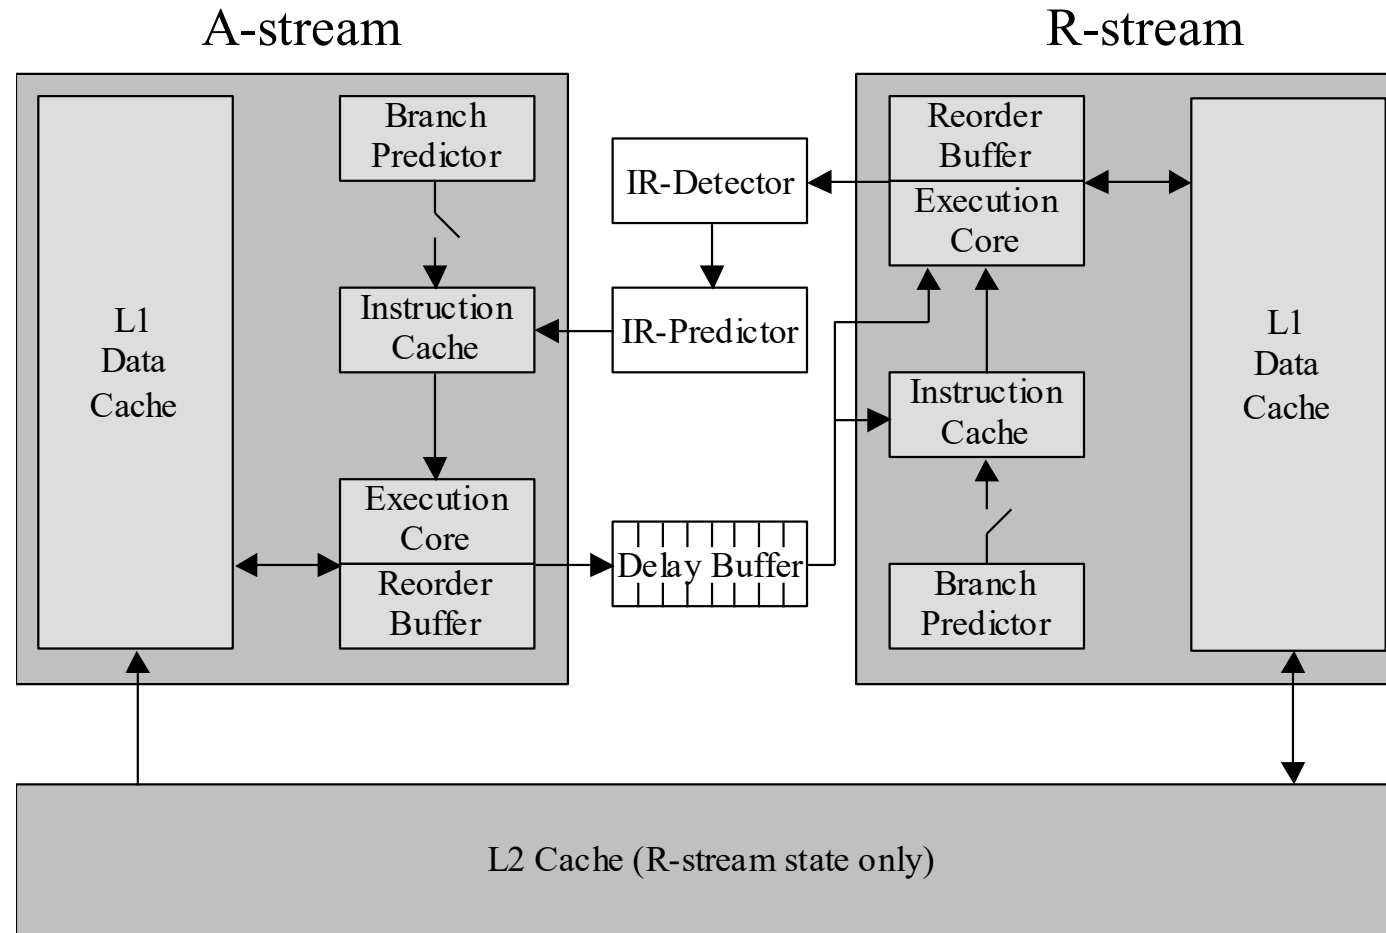 A-stream
R-stream
L1
Data
Cache
Branch
Predictor
Instruction
Cache
Execution
Core
Reorder
Buffer
IR-Detector
IR-Predictor
Delay Buffer
Reorder
Buffer
Execution
Core
Instruction
Cache
Branch
Predictor
L1
Data
Cache
L2 Cache (R-stream state only)